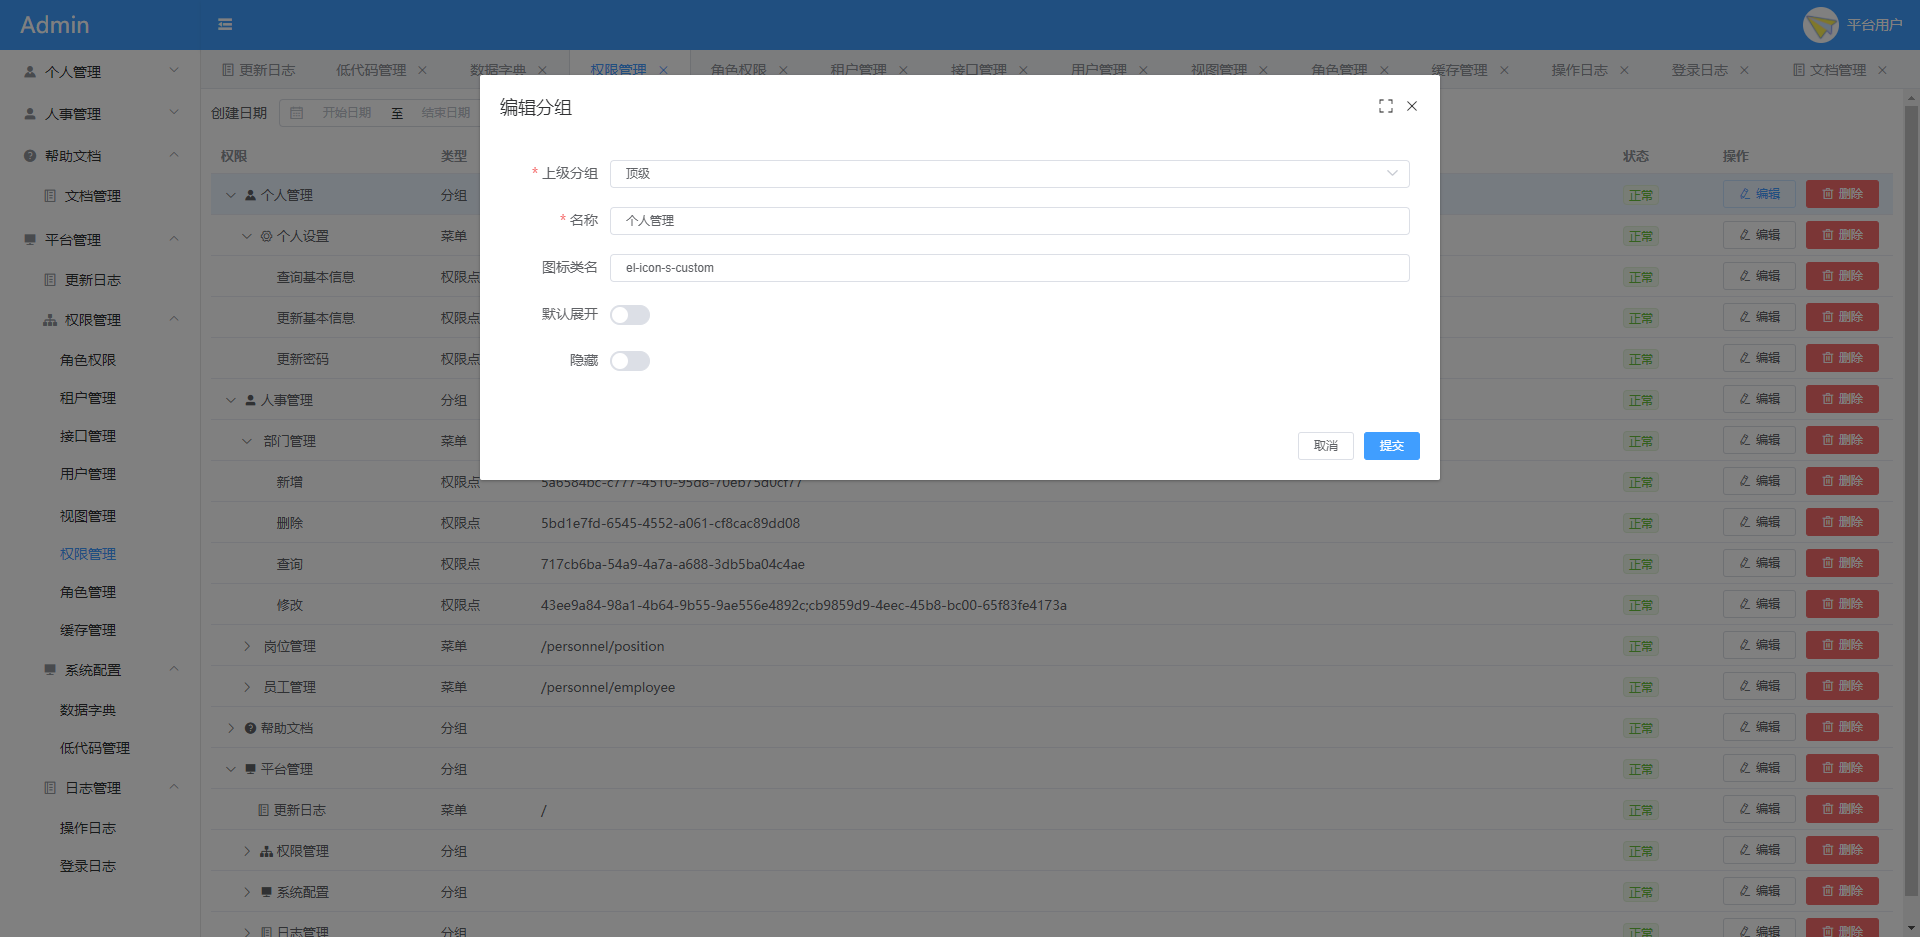 Admin
平台用户
个人管理
人事管理
帮助文档
文档管理
平台管理
更新日志
权限管理
角色权限
租户管理
接口管理
用户管理
视图管理
权限管理
角色管理
缓存管理
系统配置
数据字典
低代码管理
日志管理
操作日志
登录日志
更新日志 低代码管理 数据字典 权限管理 角色权限 租户管理 接口管理 用户管理 视图管理 角色管理 缓存管理 操作日志 登录日志 文档管理
创建日期 开始日期 至 结束日期
编辑分组
* 上级分组 顶级
* 名称 个人管理
图标类名 el-icon-s-custom
默认展开
隐藏
取消 提交
权限 类型 状态 操作
个人管理 分组 正常 编辑 删除
个人设置 菜单 正常 编辑 删除
查询基本信息 权限点 正常 编辑 删除
更新基本信息 权限点 正常 编辑 删除
更新密码 权限点 正常 编辑 删除
人事管理 分组 正常 编辑 删除
部门管理 菜单 正常 编辑 删除
新增 权限点 正常 编辑 删除
删除 权限点 5bd1e7fd-6545-4552-a061-cf8cac89dd08 正常 编辑 删除
查询 权限点 717cb6ba-54a9-4a7a-a688-3db5ba04c4ae 正常 编辑 删除
修改 权限点 43ee9a84-98a1-4b64-9b55-9ae556e4892c;cb9859d9-4eec-45b8-bc00-65f83fe4173a 正常 编辑 删除
岗位管理 菜单 /personnel/position 正常 编辑 删除
员工管理 菜单 /personnel/employee 正常 编辑 删除
帮助文档 分组 正常 编辑 删除
平台管理 分组 正常 编辑 删除
更新日志 菜单 / 正常 编辑 删除
权限管理 分组 正常 编辑 删除
系统配置 分组 正常 编辑 删除
日志管理 分组 正常 编辑 删除